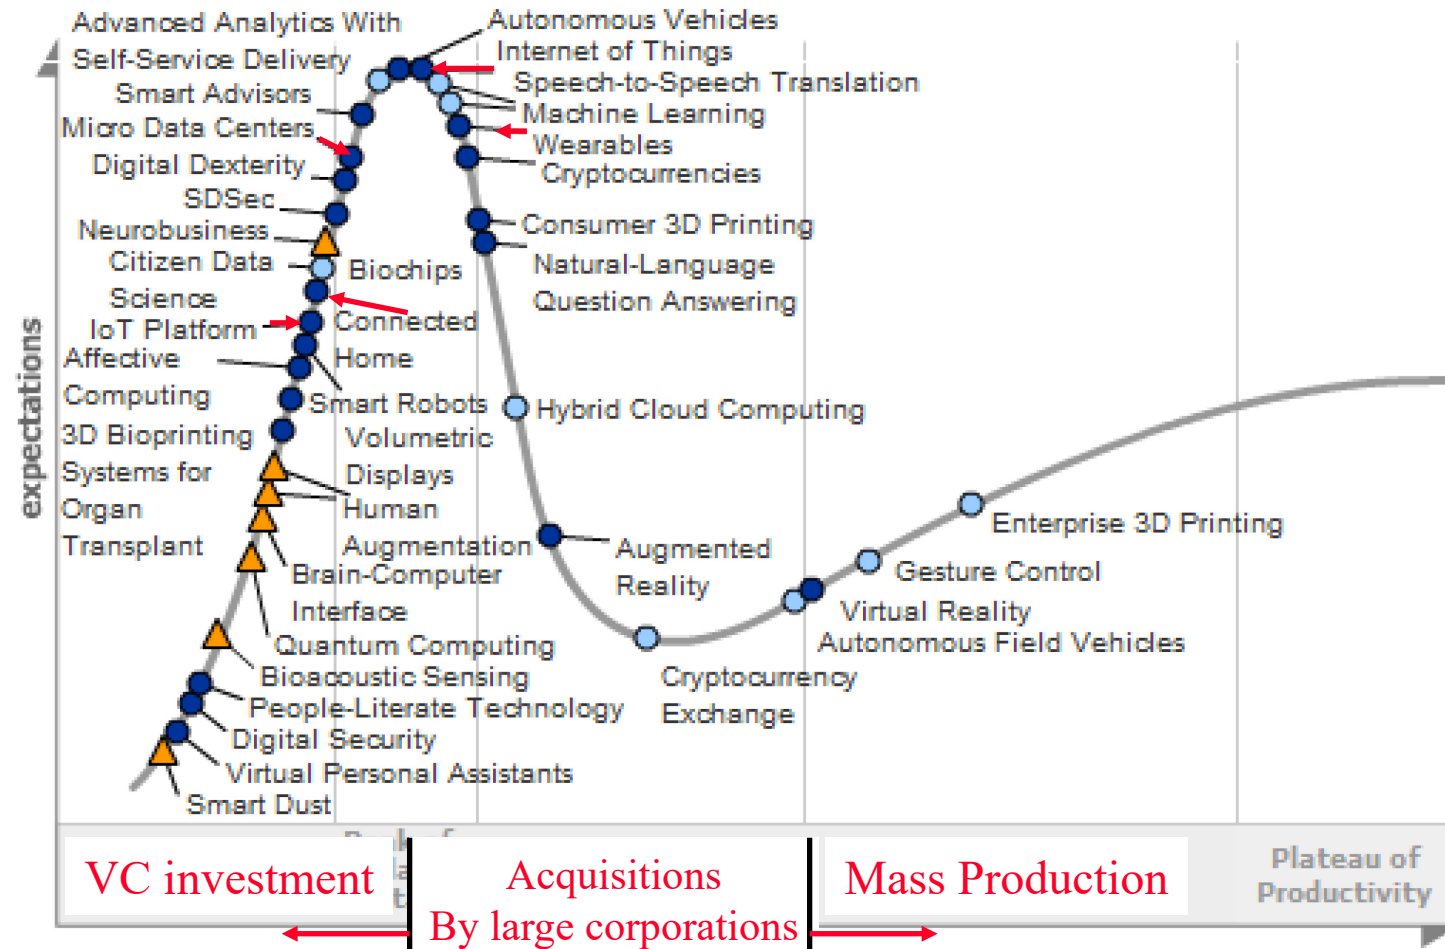 Advanced Analytics With
Self-Service Delivery
Smart Advisors
Micro Data Centers
Digital Dexterity
SDSec
Neurobusiness
Citizen Data
Science
IoT Platform
Affective
Computing
3D Bioprinting
Systems for
Organ
Transplant
Autonomous Vehicles
Internet of Things
Speech-to-Speech Translation
Machine Learning
Wearables
Cryptocurrencies
Consumer 3D Printing
Natural-Language
Question Answering
Biochips
Connected
Home
Smart Robots
Volumetric
Displays
Human
Augmentation
Brain-Computer
Interface
Quantum Computing
Bioacoustic Sensing
People-Literate Technology
Digital Security
Virtual Personal Assistants
Smart Dust
Hybrid Cloud Computing
Augmented
Reality
Cryptocurrency
Exchange
Enterprise 3D Printing
Gesture Control
Virtual Reality
Autonomous Field Vehicles
expectations
VC investment
Acquisitions
By large corporations
Mass Production
Plateau of
Productivity